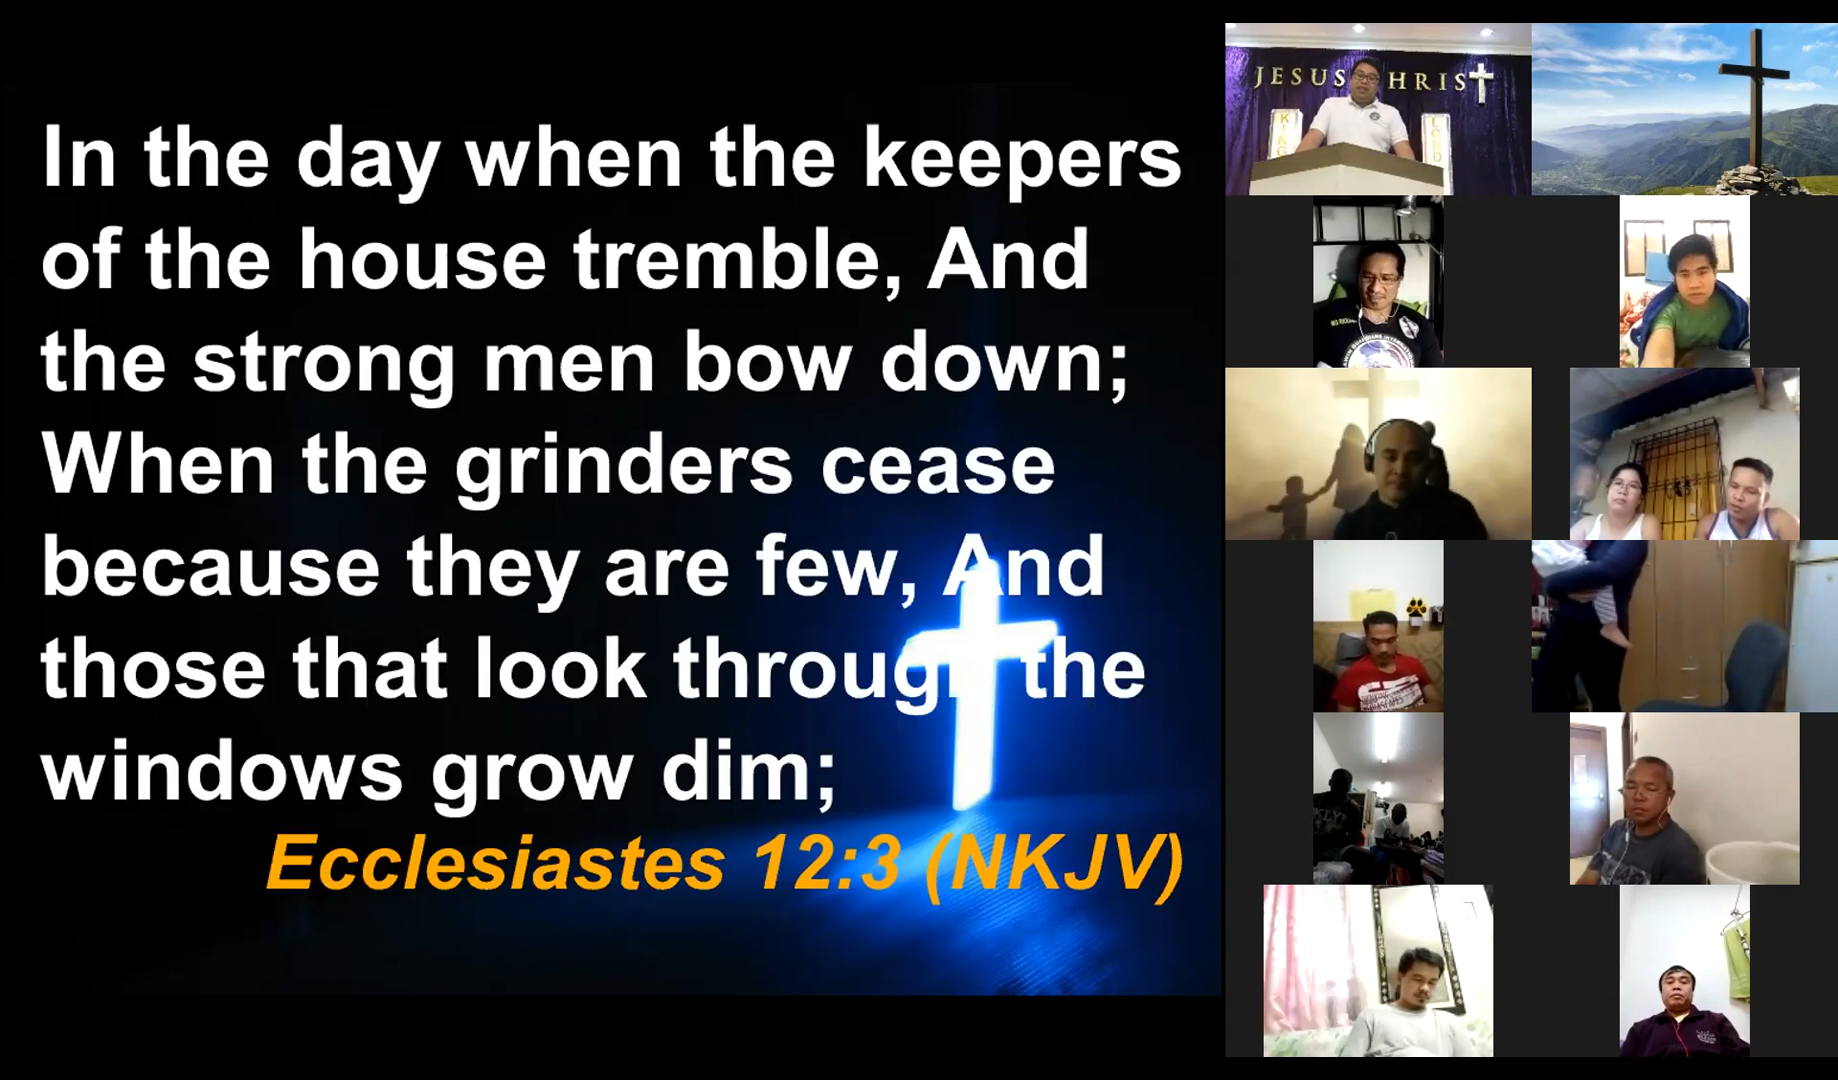 In the day when the keepers
of the house tremble, And
the strong men bow down;
When the grinders cease
because they are few, And
those that look through the
windows grow dim;
Ecclesiastes 12:3 (NKJV)
JESUS CHRIST
KING
LORD